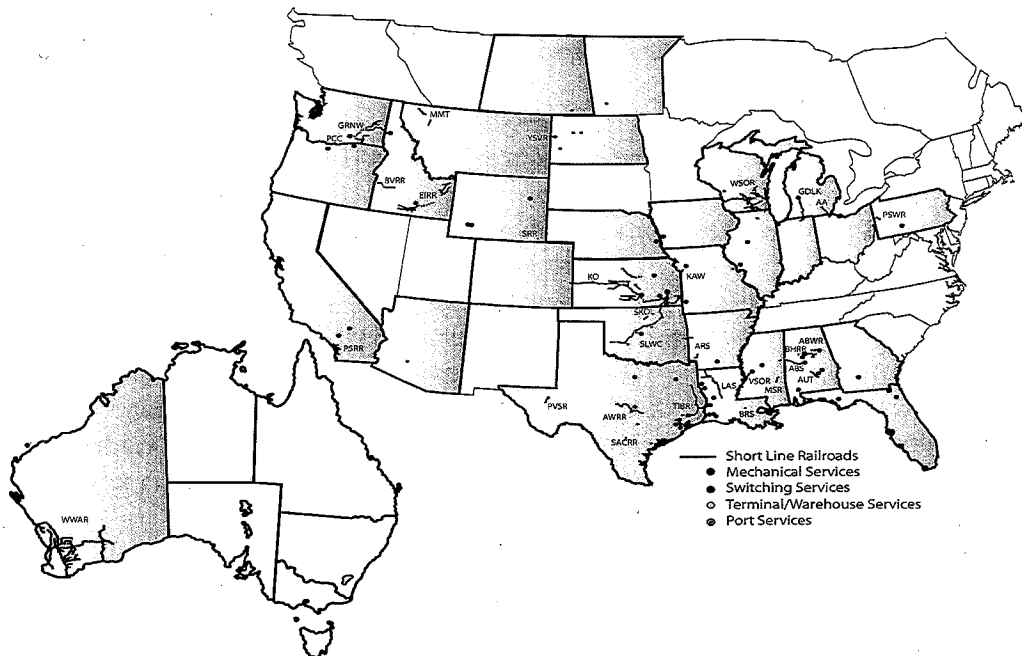 MMT
GRNW
PCC
YSVR
BVRR
EIRR
WSOR
GDLK
AA
PSWR
SRR
KO
KAW
SKOL
SLWC
PSRR
ARS
ABWR
BHRR
ABS
AUT
VSOR
MSR
LAS
PVSR
TIBR
BRS
AWRR
SACRR
WWAR
Short Line Railroads
Mechanical Services
Switching Services
Terminal/Warehouse Services
Port Services